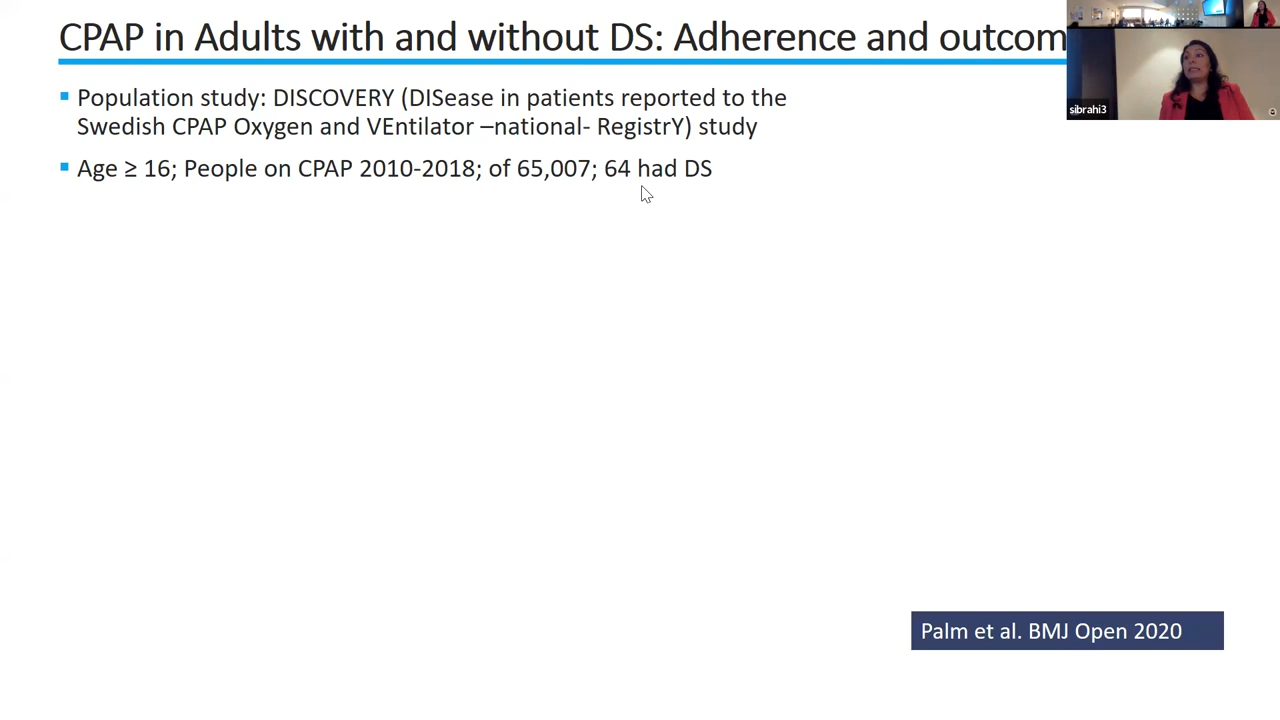 CPAP in Adults with and without DS: Adherence and outcom
sibrahi3
▪ Population study: DISCOVERY (DISease in patients reported to the
Swedish CPAP Oxygen and VEntilator –national- RegistrY) study
▪ Age ≥ 16; People on CPAP 2010-2018; of 65,007; 64 had DS
Palm et al. BMJ Open 2020